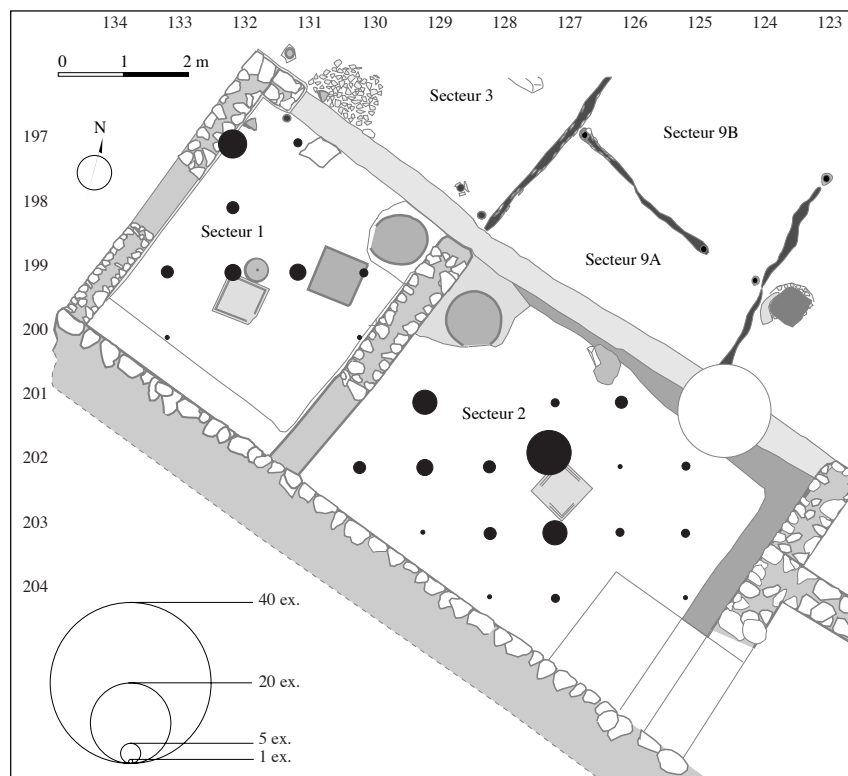 134 133 132 131 130 129 128 127 126 125 124 123
0 1 2 m
Secteur 3
N
197
Secteur 9B
198
Secteur 1
199
Secteur 9A
200
201
Secteur 2
202
203
204
40 ex.
20 ex.
5 ex.
1 ex.